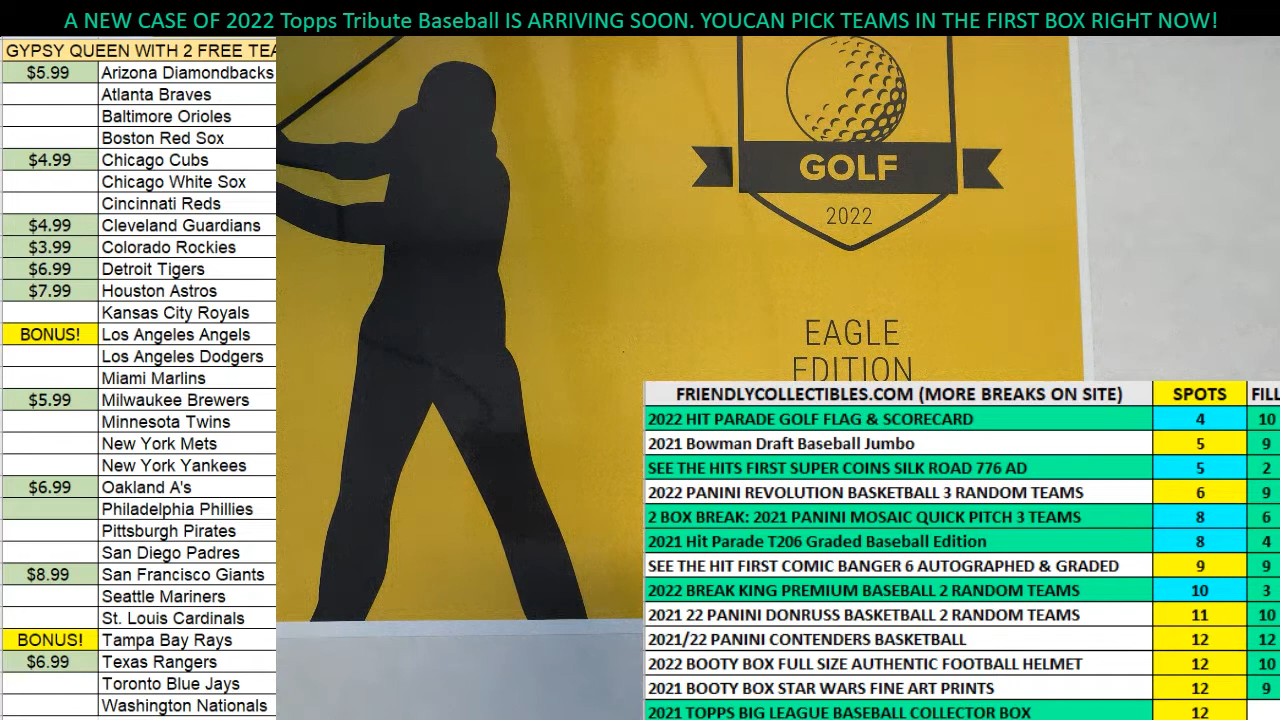 A NEW CASE OF 2022 Topps Tribute Baseball IS ARRIVING SOON. YOUCAN PICK TEAMS IN THE FIRST BOX RIGHT NOW!
GYPSY QUEEN WITH 2 FREE TEA
$5.99 Arizona Diamondbacks
Atlanta Braves
Baltimore Orioles
Boston Red Sox
$4.99 Chicago Cubs
Chicago White Sox
Cincinnati Reds
$4.99 Cleveland Guardians
$3.99 Colorado Rockies
$6.99 Detroit Tigers
$7.99 Houston Astros
Kansas City Royals
BONUS! Los Angeles Angels
Los Angeles Dodgers
Miami Marlins
$5.99 Milwaukee Brewers
Minnesota Twins
New York Mets
New York Yankees
$6.99 Oakland A's
Philadelphia Phillies
Pittsburgh Pirates
San Diego Padres
$8.99 San Francisco Giants
Seattle Mariners
St. Louis Cardinals
BONUS! Tampa Bay Rays
$6.99 Texas Rangers
Toronto Blue Jays
Washington Nationals
GOLF
2022
EAGLE
EDITION
FRIENDLYCOLLECTIBLES.COM (MORE BREAKS ON SITE) SPOTS FILL
2022 HIT PARADE GOLF FLAG & SCORECARD 4 10
2021 Bowman Draft Baseball Jumbo 5 9
SEE THE HITS FIRST SUPER COINS SILK ROAD 776 AD 5 2
2022 PANINI REVOLUTION BASKETBALL 3 RANDOM TEAMS 6 9
2 BOX BREAK: 2021 PANINI MOSAIC QUICK PITCH 3 TEAMS 8 6
2021 Hit Parade T206 Graded Baseball Edition 8 4
SEE THE HIT FIRST COMIC BANGER 6 AUTOGRAPHED & GRADED 9 9
2022 BREAK KING PREMIUM BASEBALL 2 RANDOM TEAMS 10 3
2021 22 PANINI DONRUSS BASKETBALL 2 RANDOM TEAMS 11 10
2021/22 PANINI CONTENDERS BASKETBALL 12 12
2022 BOOTY BOX FULL SIZE AUTHENTIC FOOTBALL HELMET 12 10
2021 BOOTY BOX STAR WARS FINE ART PRINTS 12 9
2021 TOPPS BIG LEAGUE BASEBALL COLLECTOR BOX 12